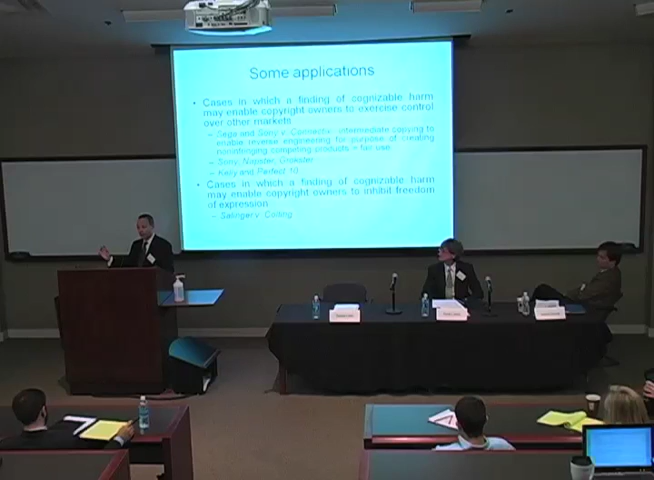 Some applications
• Cases in which a finding of cognizable harm
may enable copyright owners to exercise control
over other markets
– Sega and Sony v. Connectix: intermediate copying to
enable reverse engineering for purpose of creating
noninfringing competing products = fair use
– Sony, Napster, Grokster
– Kelly and Perfect 10
• Cases in which a finding of cognizable harm
may enable copyright owners to inhibit freedom
of expression
– Salinger v. Colting